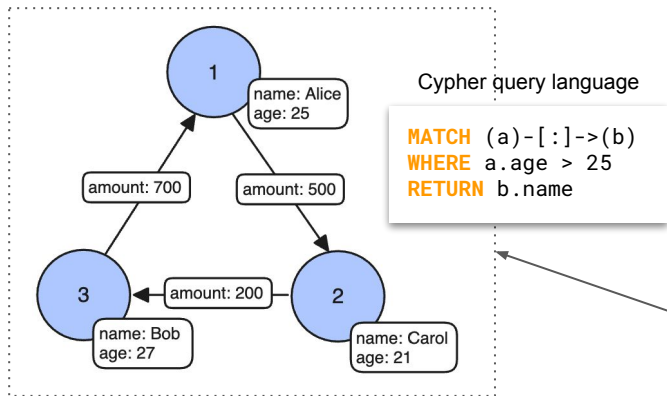 1
name: Alice
age: 25
Cypher query language
MATCH (a)-[:]->(b)
WHERE a.age > 25
RETURN b.name
amount: 700
amount: 500
3
amount: 200
2
name: Bob
age: 27
name: Carol
age: 21